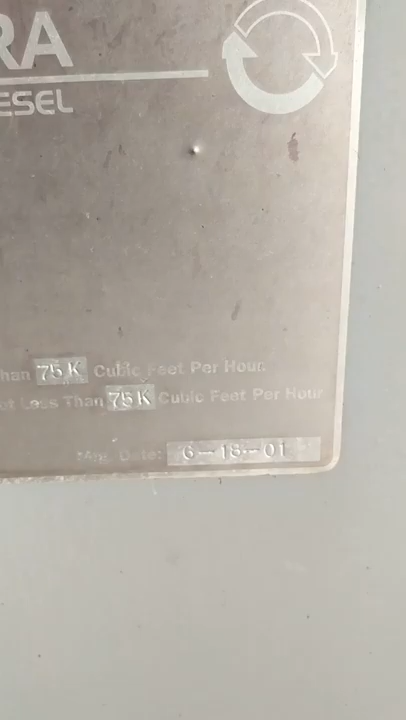 RA
ESEL
han 75 K Cubic Feet Per Hour.
ot Less Than 75 K Cubic Feet Per Hour
Date: 6-18-01